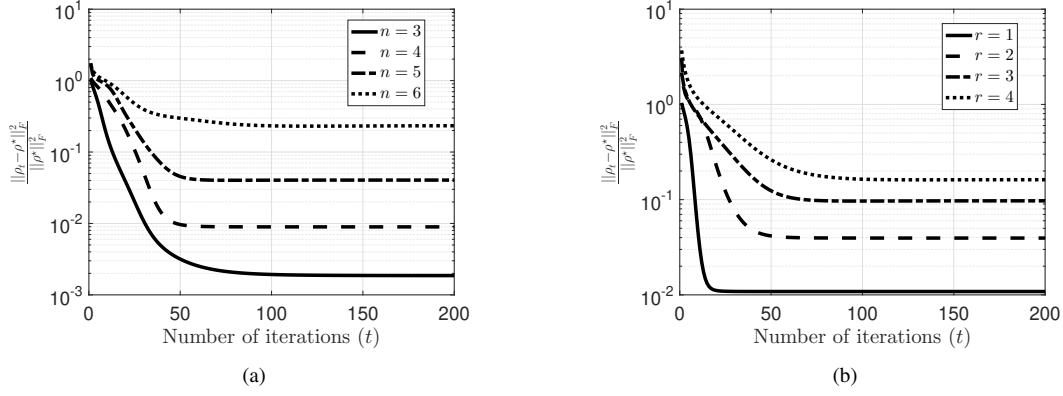 10^1
10^0
10^-1
10^-2
10^-3
||ρ_t−ρ*||_F^2 / ||ρ*||_F^2
n = 3
n = 4
n = 5
n = 6
0 50 100 150 200
Number of iterations (t)
(a)
10^1
10^0
10^-1
10^-2
||ρ_t−ρ*||_F^2 / ||ρ*||_F^2
r = 1
r = 2
r = 3
r = 4
0 50 100 150 200
Number of iterations (t)
(b)